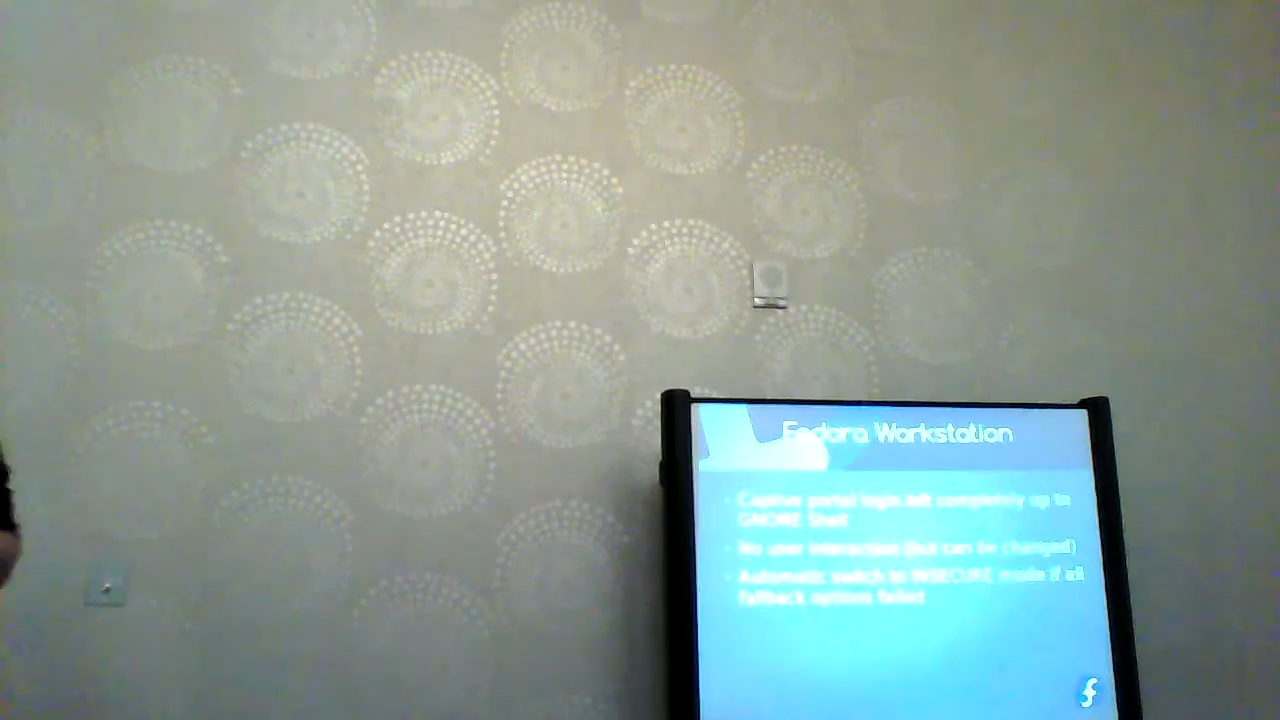 Fedora Workstation
Captive portal login left completely up to
GNOME Shell
No user interaction (but can be changed)
Automatic switch to INSECURE mode if all
fallback options failed